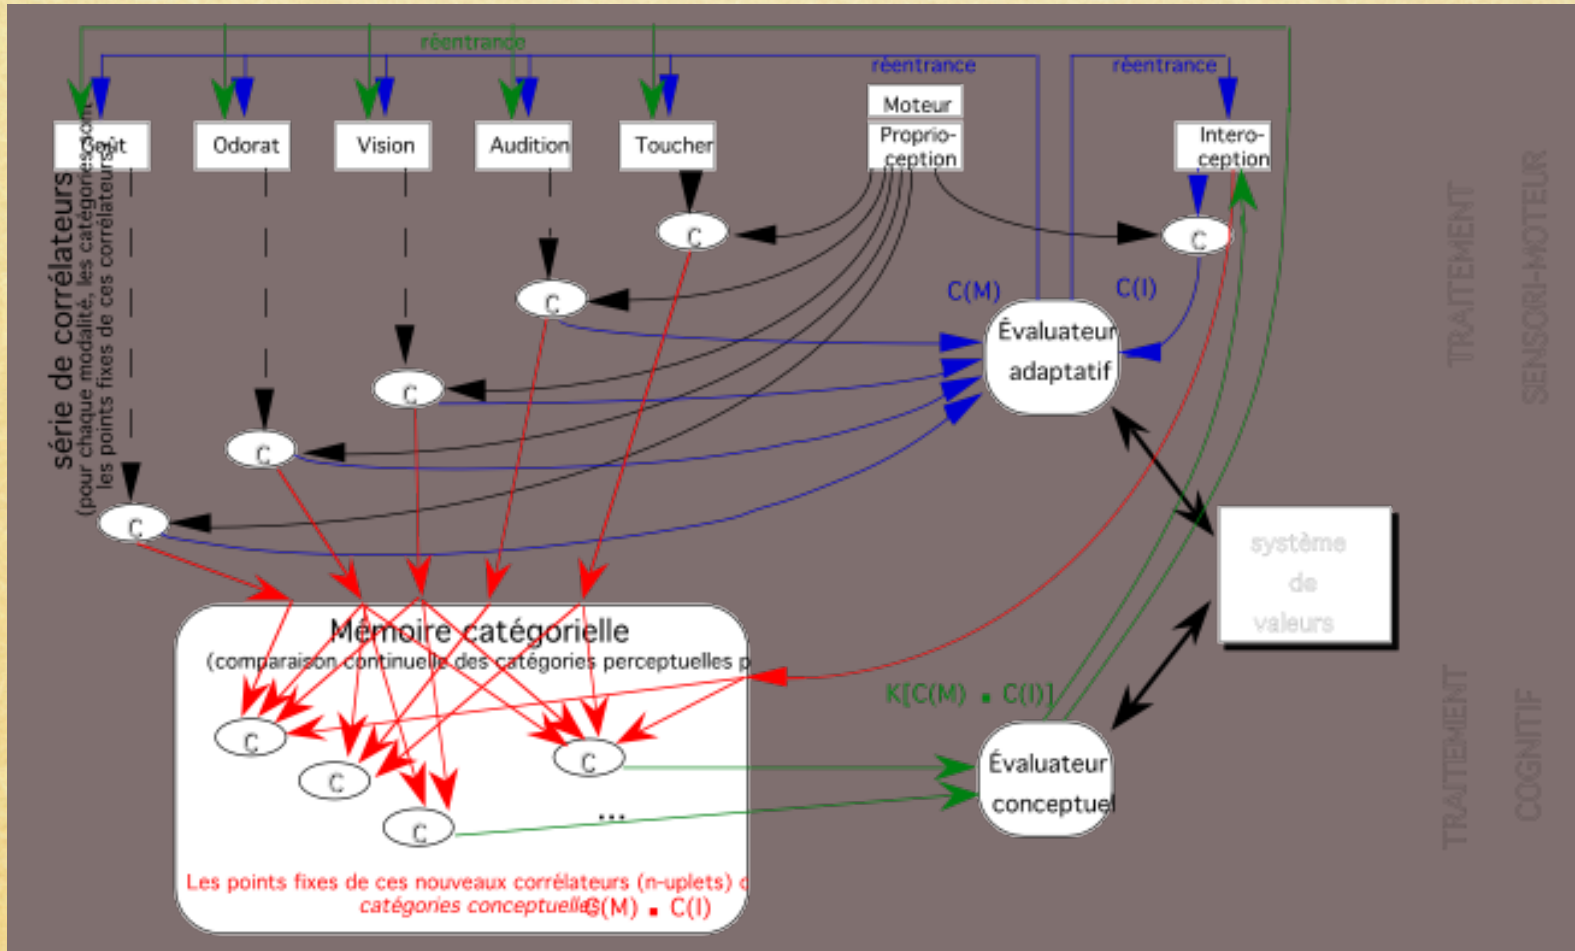 réentrance
réentrance
réentrance
Moteur
Goût
Odorat
Vision
Audition
Toucher
Proprio-
ception
Intero-
ception
série de corrélateurs
(pour chaque modalité, les catégories sont
les points fixes de ces corrélateurs)
C
C
C
C
C
C
C(M)
C(I)
Évaluateur
adaptatif
TRAITEMENT
SENSORI-MOTEUR
système
de
valeurs
Mémoire catégorielle
(comparaison continuelle des catégories perceptuelles p
K[C(M) ▪ C(I)]
C
C
C
C
...
Évaluateur
conceptuel
TRAITEMENT
COGNITIF
Les points fixes de ces nouveaux corrélateurs (n-uplets)
catégories conceptuelles
C(M) ▪ C(I)